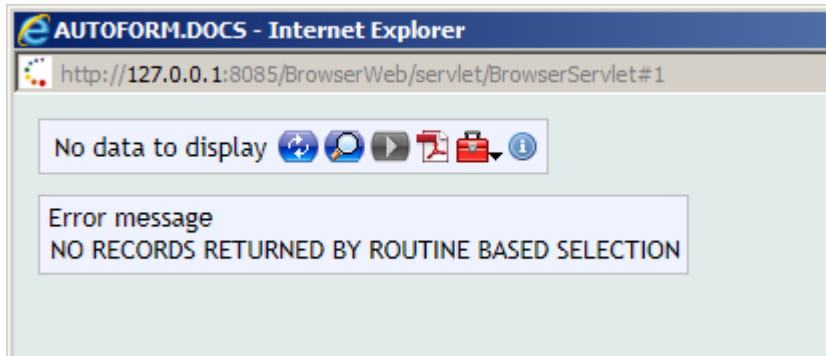 AUTOFORM.DOCS - Internet Explorer
http://127.0.0.1:8085/BrowserWeb/servlet/BrowserServlet#1
No data to display
Error message
NO RECORDS RETURNED BY ROUTINE BASED SELECTION